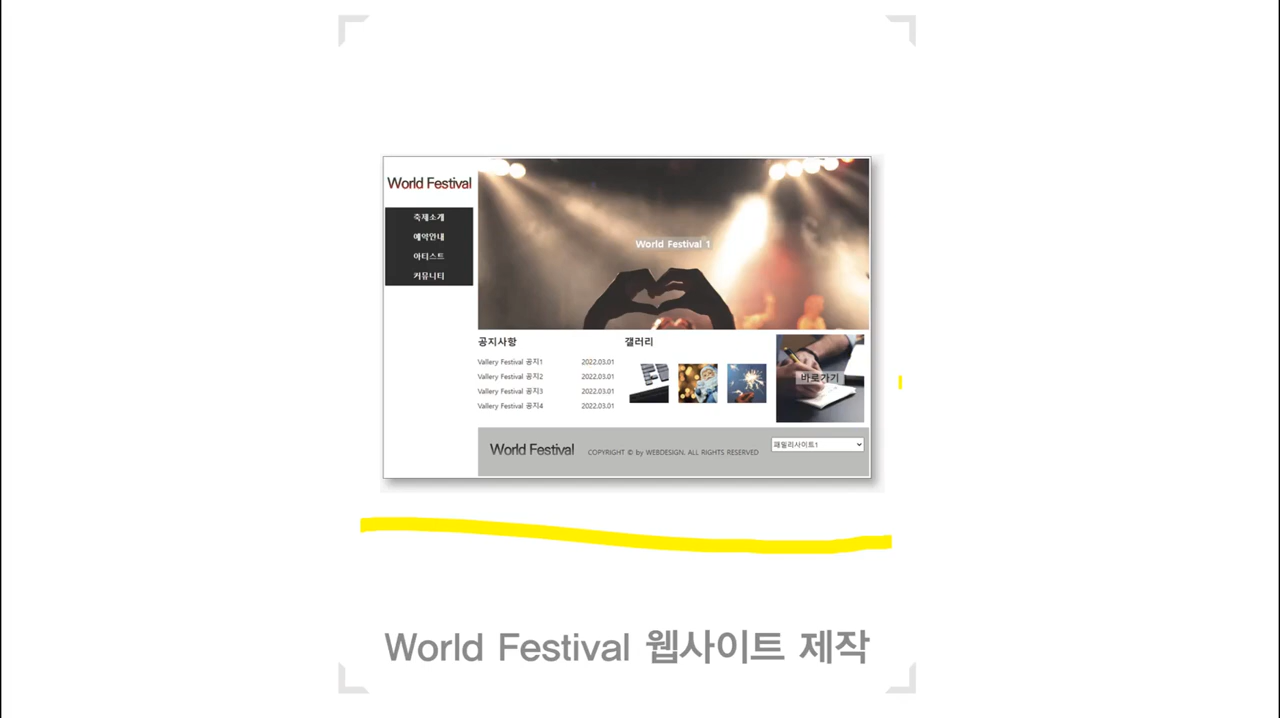 World Festival
축제소개
예약안내
아티스트
커뮤니티
World Festival 1
공지사항
Vallery Festival 공지1 2022.03.01
Vallery Festival 공지2 2022.03.01
Vallery Festival 공지3 2022.03.01
Vallery Festival 공지4 2022.03.01
갤러리
바로가기
World Festival
COPYRIGHT © by WEBDESIGN. ALL RIGHTS RESERVED
패밀리사이트1
World Festival 웹사이트 제작